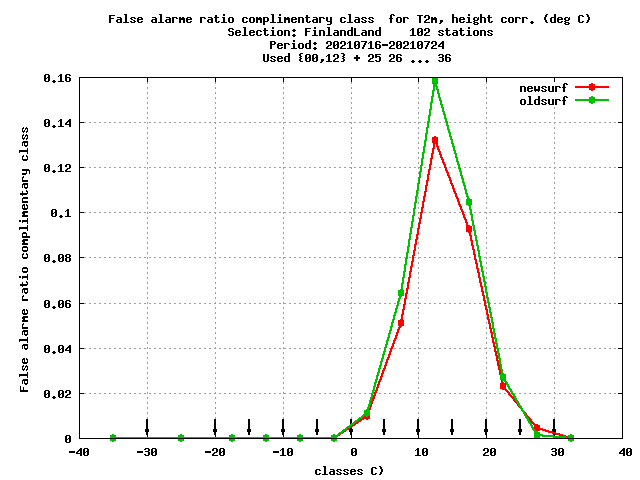 False alarme ratio complimentary class  for T2m, height corr. (deg C)
Selection: FinlandLand    102 stations
Period: 20210716-20210724
Used {00,12} + 25 26 ... 36
newsurf
oldsurf
False alarme ratio complimentary class
0.16
0.14
0.12
0.1
0.08
0.06
0.04
0.02
0
-40 -30 -20 -10 0 10 20 30 40
classes C)